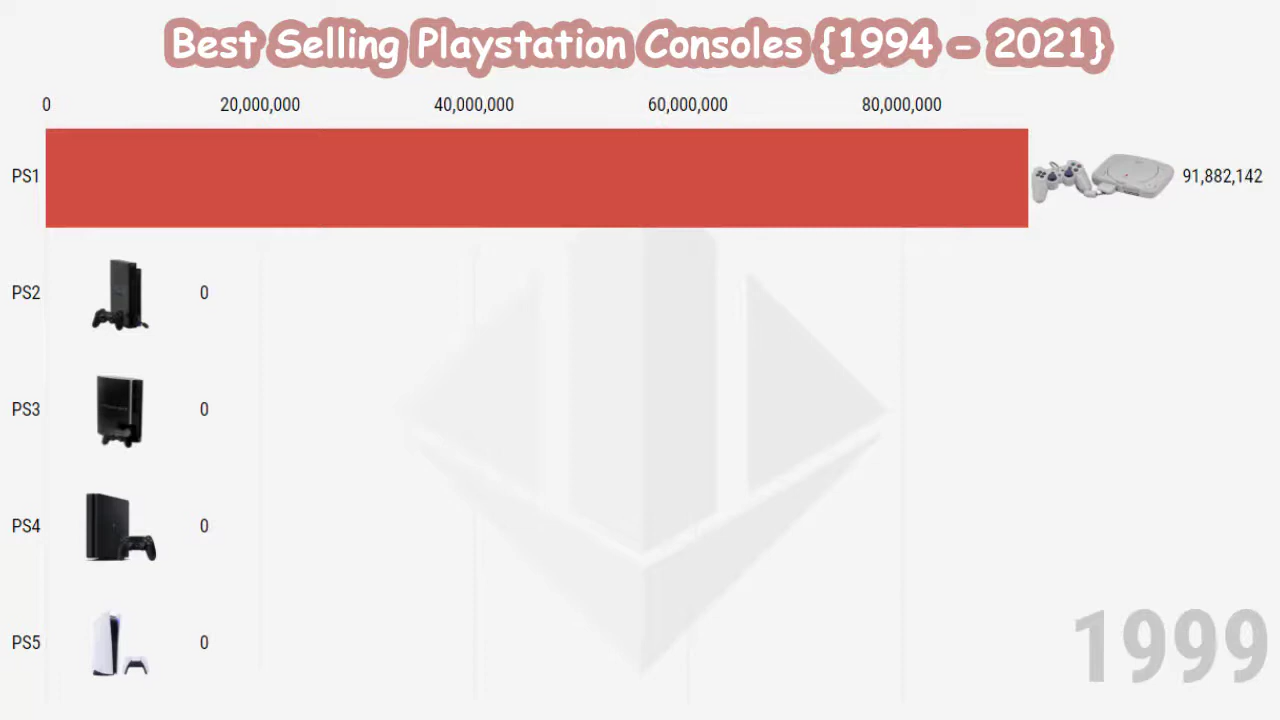 Best Selling Playstation Consoles {1994 - 2021}
0 20,000,000 40,000,000 60,000,000 80,000,000
PS1 91,882,142
PS2 0
PS3 0
PS4 0
PS5 0
1999